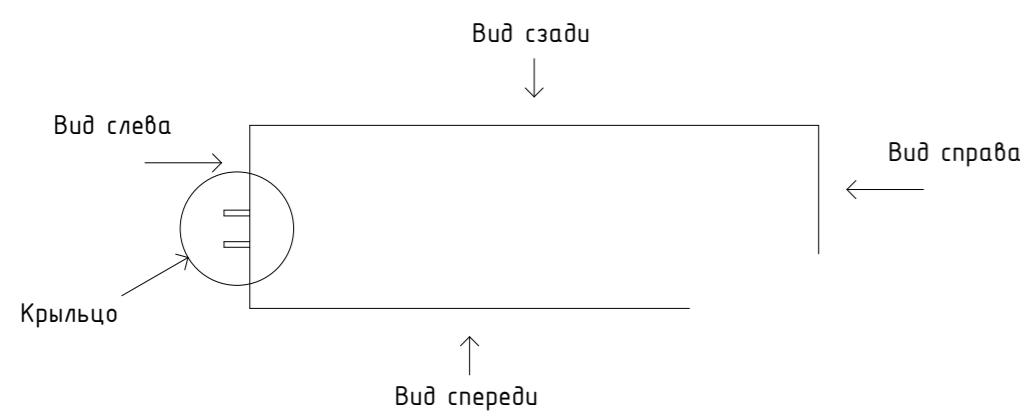 Вид сзади
Вид слева
Вид справа
Крыльцо
Вид спереди